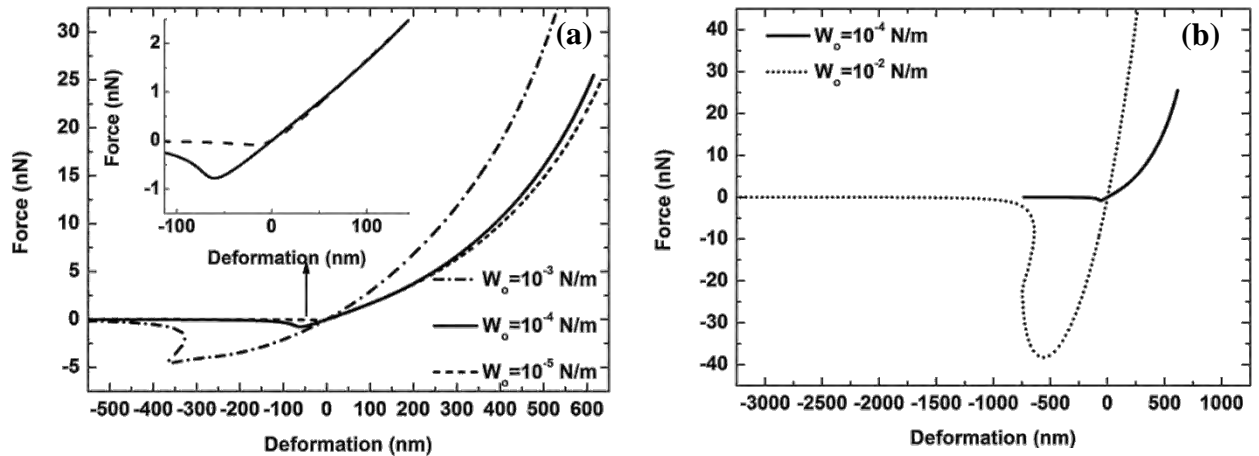 (a)
Force (nN)
30
25
20
15
10
5
0
-5
-500 -400 -300 -200 -100 0 100 200 300 400 500 600
Deformation (nm)
2
1
0
-1
Force (nN)
-100 0 100
Deformation (nm)
W₀=10⁻³ N/m
W₀=10⁻⁴ N/m
W₀=10⁻⁵ N/m
(b)
W₀=10⁻⁴ N/m
W₀=10⁻² N/m
Force (nN)
40
30
20
10
0
-10
-20
-30
-40
-3000 -2500 -2000 -1500 -1000 -500 0 500 1000
Deformation (nm)